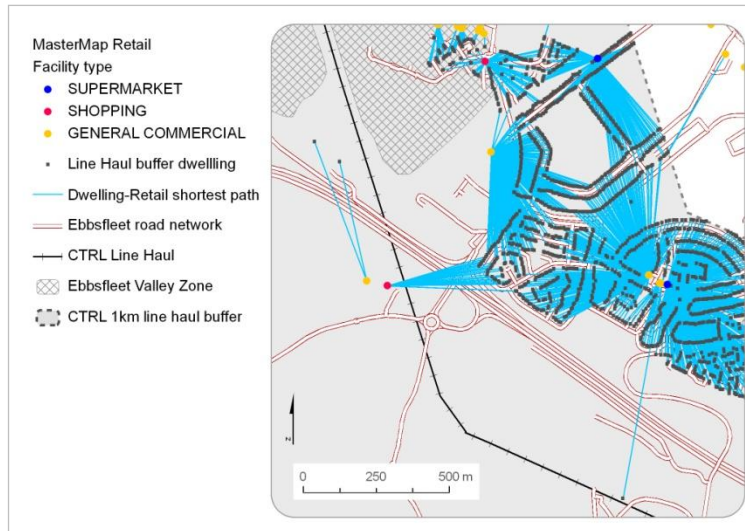 MasterMap Retail
Facility type
SUPERMARKET
SHOPPING
GENERAL COMMERCIAL
Line Haul buffer dwellling
Dwelling-Retail shortest path
Ebbsfleet road network
CTRL Line Haul
Ebbsfleet Valley Zone
CTRL 1km line haul buffer
z
0 250 500 m